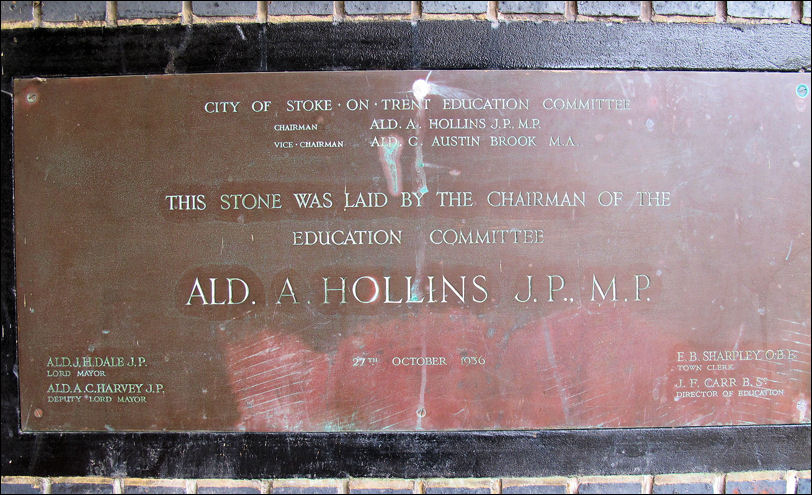 CITY OF STOKE · ON · TRENT EDUCATION COMMITTEE
CHAIRMAN ALD. A. HOLLINS J.P., M.P.
VICE · CHAIRMAN ALD. C. AUSTIN BROOK M.A.
THIS STONE WAS LAID BY THE CHAIRMAN OF THE
EDUCATION COMMITTEE
ALD. A. HOLLINS J.P., M.P.
27TH OCTOBER 1936
ALD. J. H. DALE J.P.
LORD MAYOR
ALD. A. C. HARVEY J.P.
DEPUTY LORD MAYOR
E. B. SHARPLEY, O.B.E.
TOWN CLERK
J. F. CARR B.Sc.
DIRECTOR OF EDUCATION